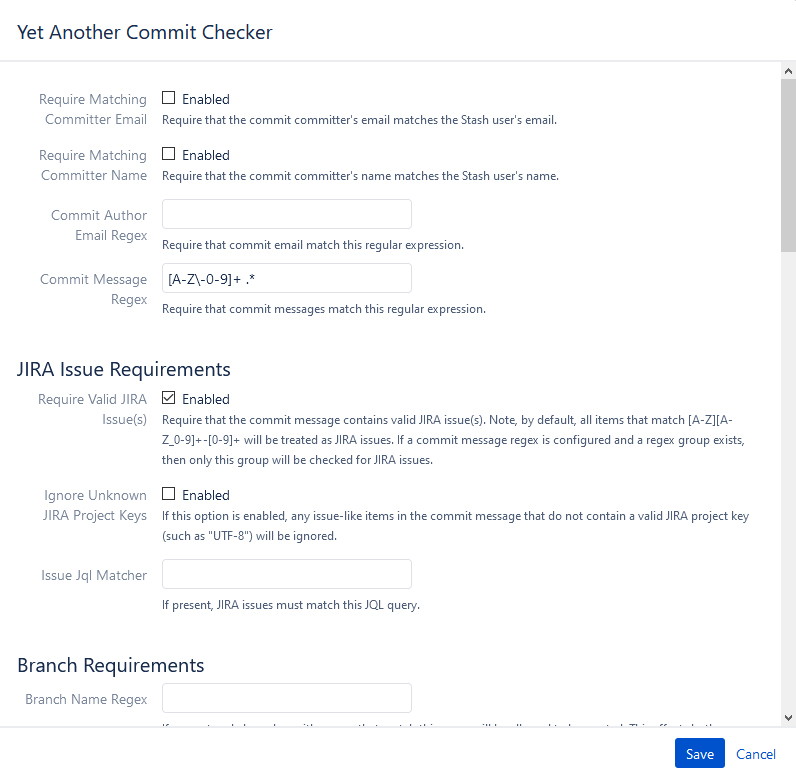 Yet Another Commit Checker
Require Matching
Committer Email
Enabled
Require that the commit committer's email matches the Stash user's email.
Require Matching
Committer Name
Enabled
Require that the commit committer's name matches the Stash user's name.
Commit Author
Email Regex
Require that commit email match this regular expression.
Commit Message
Regex
[A-Z\-0-9]+ .*
Require that commit messages match this regular expression.
JIRA Issue Requirements
Require Valid JIRA
Issue(s)
Enabled
Require that the commit message contains valid JIRA issue(s). Note, by default, all items that match [A-Z][A-
Z_0-9]+-[0-9]+ will be treated as JIRA issues. If a commit message regex is configured and a regex group exists,
then only this group will be checked for JIRA issues.
Ignore Unknown
JIRA Project Keys
Enabled
If this option is enabled, any issue-like items in the commit message that do not contain a valid JIRA project key
(such as "UTF-8") will be ignored.
Issue Jql Matcher
If present, JIRA issues must match this JQL query.
Branch Requirements
Branch Name Regex
Save
Cancel